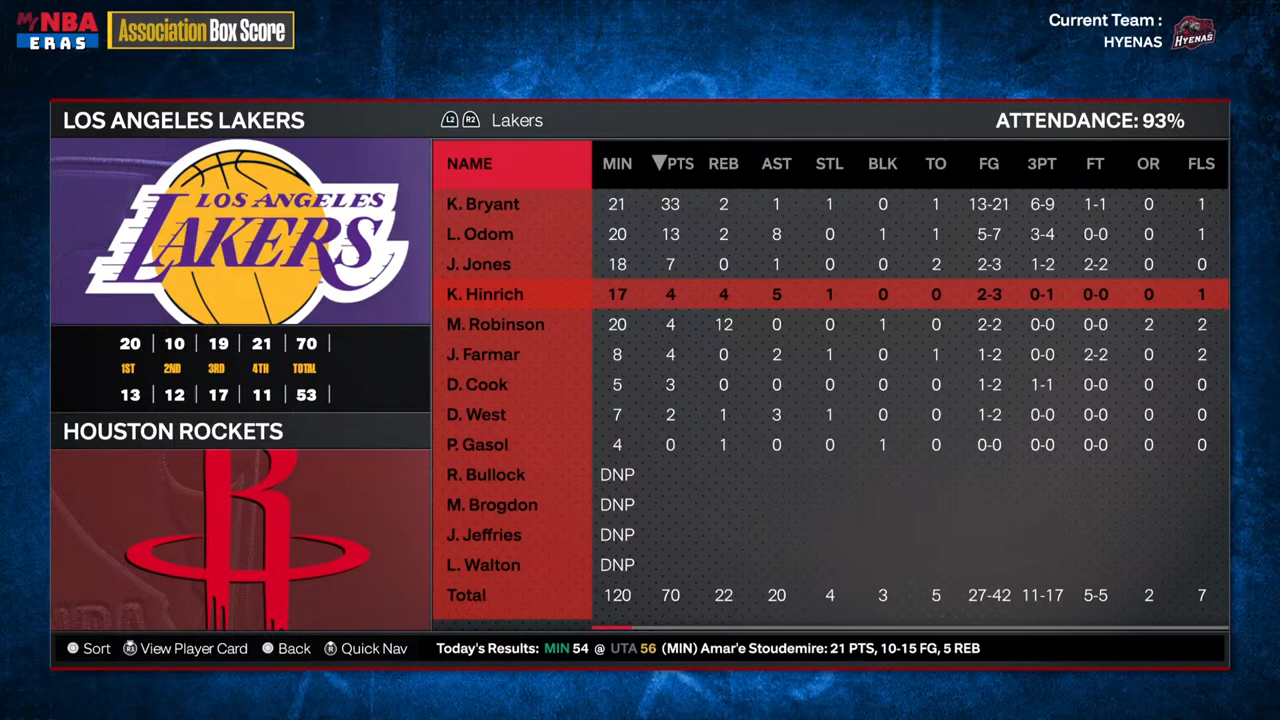 MyNBA
ERAS
Association Box Score
Current Team :
HYENAS
HYENAS
LOS ANGELES LAKERS
L2 R2 Lakers
ATTENDANCE: 93%
LOS ANGELES
LAKERS
20 | 10 | 19 | 21 | 70 |
1ST 2ND 3RD 4TH TOTAL
13 | 12 | 17 | 11 | 53 |
HOUSTON ROCKETS
R
NAME MIN ▼PTS REB AST STL BLK TO FG 3PT FT OR FLS
K. Bryant 21 33 2 1 1 0 1 13-21 6-9 1-1 0 1
L. Odom 20 13 2 8 0 1 1 5-7 3-4 0-0 0 1
J. Jones 18 7 0 1 0 0 2 2-3 1-2 2-2 0 0
K. Hinrich 17 4 4 5 1 0 0 2-3 0-1 0-0 0 1
M. Robinson 20 4 12 0 0 1 0 2-2 0-0 0-0 2 2
J. Farmar 8 4 0 2 1 0 1 1-2 0-0 2-2 0 2
D. Cook 5 3 0 0 0 0 0 1-2 1-1 0-0 0 0
D. West 7 2 1 3 1 0 0 1-2 0-0 0-0 0 0
P. Gasol 4 0 1 0 0 1 0 0-0 0-0 0-0 0 0
R. Bullock DNP
M. Brogdon DNP
J. Jeffries DNP
L. Walton DNP
Total 120 70 22 20 4 3 5 27-42 11-17 5-5 2 7
Sort R3 View Player Card Back R Quick Nav Today's Results: MIN 54 @ UTA 56 (MIN) Amar'e Stoudemire: 21 PTS, 10-15 FG, 5 REB